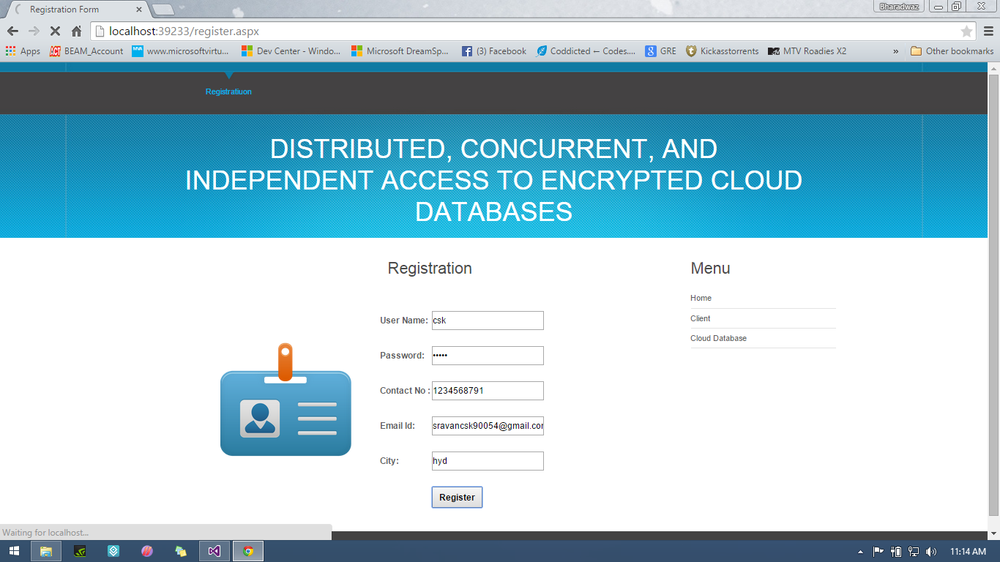 Registration Form
Bharadwaz
localhost:39233/register.aspx
Apps BEAM_Account www.microsoftvirtu... Dev Center - Windo... Microsoft DreamSp... (3) Facebook Coddicted ← Codes.... GRE Kickasstorrents MTV Roadies X2 » Other bookmarks
Registratiuon
DISTRIBUTED, CONCURRENT, AND
INDEPENDENT ACCESS TO ENCRYPTED CLOUD
DATABASES
Registration
User Name: csk
Password: •••••
Contact No : 1234568791
Email Id: sravancsk90054@gmail.cor
City: hyd
Register
Menu
Home
Client
Cloud Database
Waiting for localhost...
11:14 AM